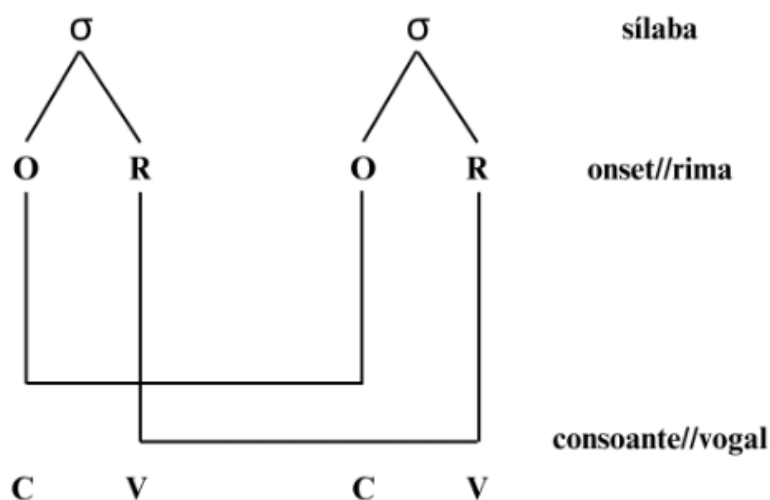 σ σ sílaba
O R O R onset//rima
consoante//vogal
C V C V